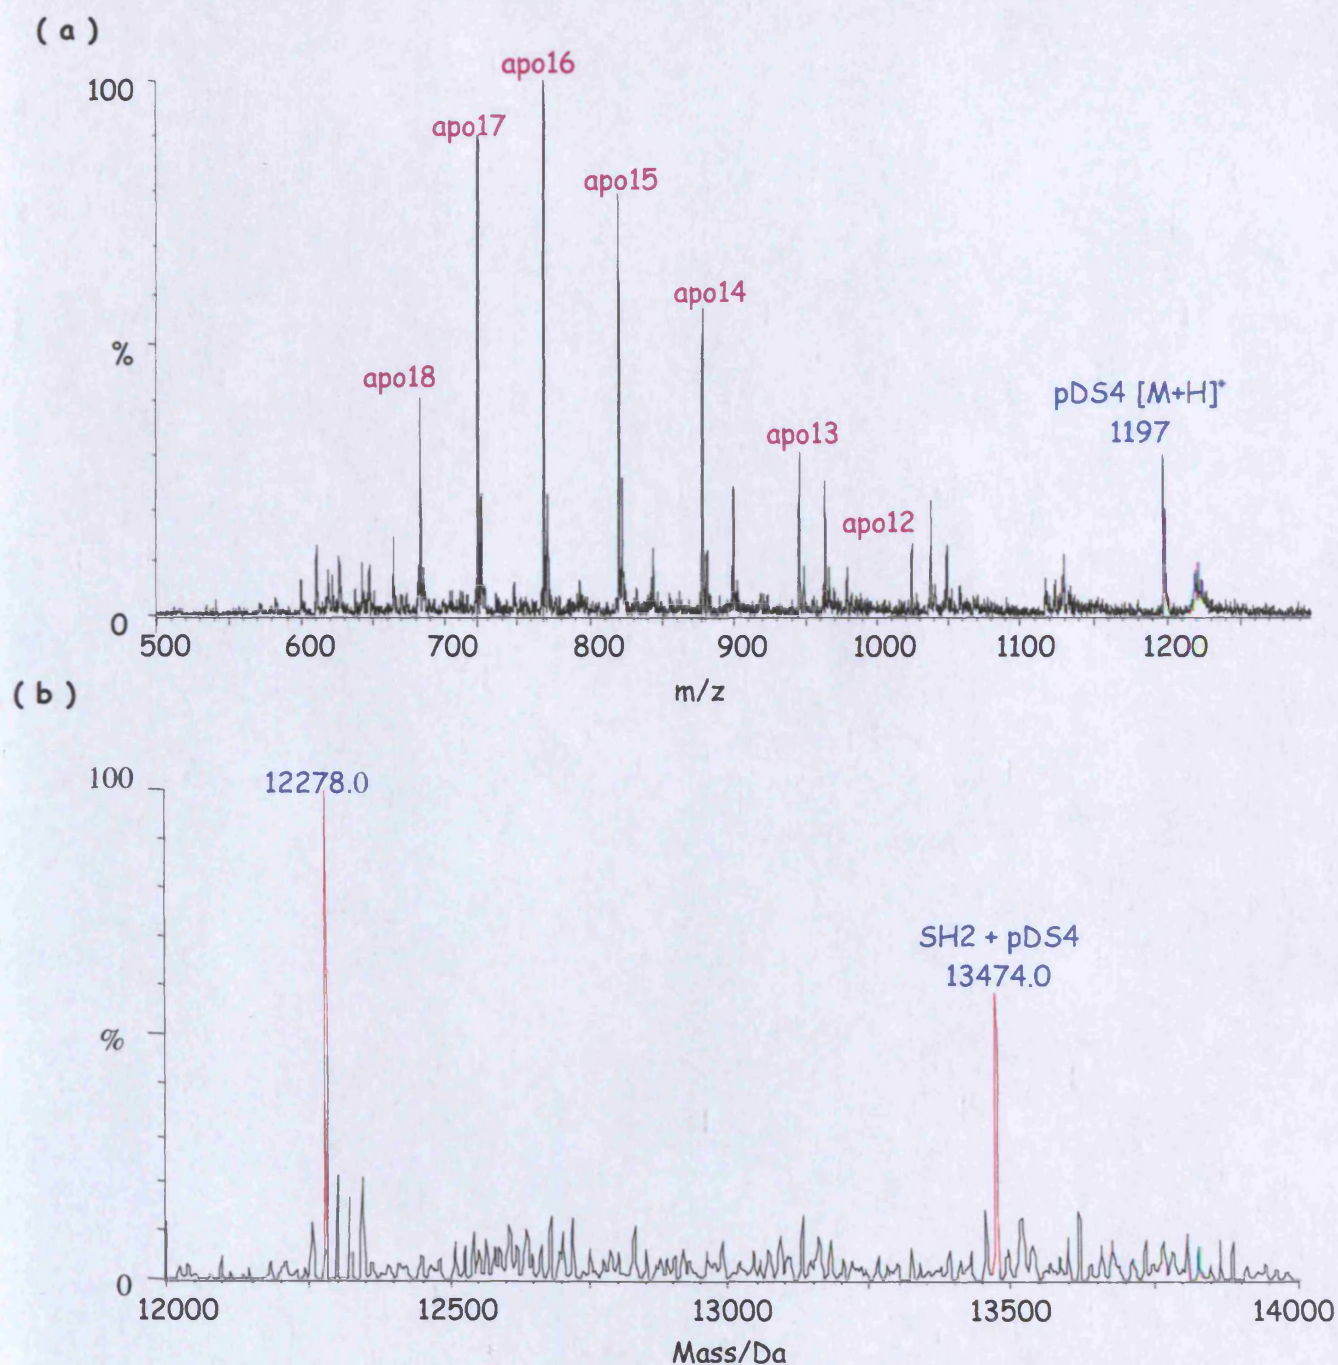 (a)
apo16
100
apo17
apo15
apo14
%
apo18
pDS4 [M+H]⁺
1197
apo13
apo12
0
500 600 700 800 900 1000 1100 1200
m/z
(b)
100
12278.0
SH2 + pDS4
13474.0
%
0
12000 12500 13000 13500 14000
Mass/Da